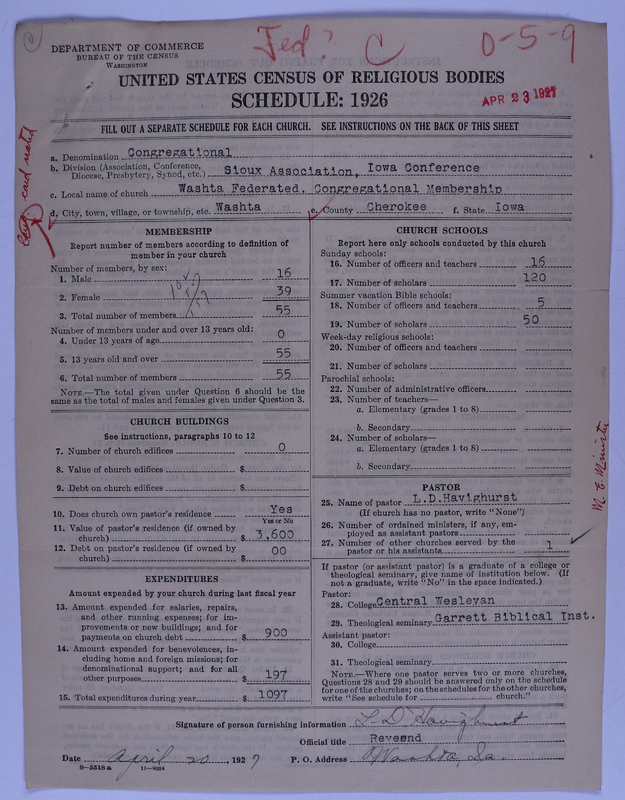 Fed? C 0-5-9
DEPARTMENT OF COMMERCE
BUREAU OF THE CENSUS
WASHINGTON
UNITED STATES CENSUS OF RELIGIOUS BODIES
SCHEDULE: 1926
APR 23 1927
FILL OUT A SEPARATE SCHEDULE FOR EACH CHURCH. SEE INSTRUCTIONS ON THE BACK OF THIS SHEET
card noted
a. Denomination Congregational
b. Division (Association, Conference, Diocese, Presbytery, Synod, etc.) Sioux Association, Iowa Conference
c. Local name of church Washta Federated, Congregational Membership
d. City, town, village, or township, etc. Washta e. County Cherokee f. State Iowa
MEMBERSHIP
Report number of members according to definition of
member in your church
Number of members, by sex:
1. Male 16
2. Female 39
3. Total number of members 55
Number of members under and over 13 years old:
4. Under 13 years of age 0
5. 13 years old and over 55
6. Total number of members 55
NOTE.—The total given under Question 6 should be the
same as the total of males and females given under Question 3.
CHURCH BUILDINGS
See instructions, paragraphs 10 to 12
7. Number of church edifices 0
8. Value of church edifices $
9. Debt on church edifices $
10. Does church own pastor's residence Yes
Yes or No
11. Value of pastor's residence (if owned by
church) $ 3,600
12. Debt on pastor's residence (if owned by
church) $ 00
EXPENDITURES
Amount expended by your church during last fiscal year
13. Amount expended for salaries, repairs,
and other running expenses; for im-
provements or new buildings; and for
payments on church debt $ 900
14. Amount expended for benevolences, in-
cluding home and foreign missions; for
denominational support; and for all
other purposes $ 197
15. Total expenditures during year $ 1097
CHURCH SCHOOLS
Report here only schools conducted by this church
Sunday schools:
16. Number of officers and teachers 16
17. Number of scholars 120
Summer vacation Bible schools:
18. Number of officers and teachers 5
19. Number of scholars 50
Week-day religious schools:
20. Number of officers and teachers
21. Number of scholars
Parochial schools:
22. Number of administrative officers
23. Number of teachers—
a. Elementary (grades 1 to 8)
b. Secondary
24. Number of scholars—
a. Elementary (grades 1 to 8)
b. Secondary
PASTOR
25. Name of pastor L.D.Havighurst
(If church has no pastor, write "None")
26. Number of ordained ministers, if any, em-
ployed as assistant pastors
27. Number of other churches served by the
pastor or his assistants 1
M. E. Minister
If pastor (or assistant pastor) is a graduate of a college or
theological seminary, give name of institution below. (If
not a graduate, write "No" in the space indicated.)
Pastor:
28. College Central Wesleyan
29. Theological seminary Garrett Biblical Inst.
Assistant pastor:
30. College
31. Theological seminary
NOTE.—Where one pastor serves two or more churches,
Questions 28 and 29 should be answered only on the schedule
for one of the churches; on the schedules for the other churches,
write "See schedule for church."
Signature of person furnishing information L. D. Havighurst
Official title Reveend
Date April 20, 1927 P. O. Address Washta, Ia.
8—5518a 11—9054